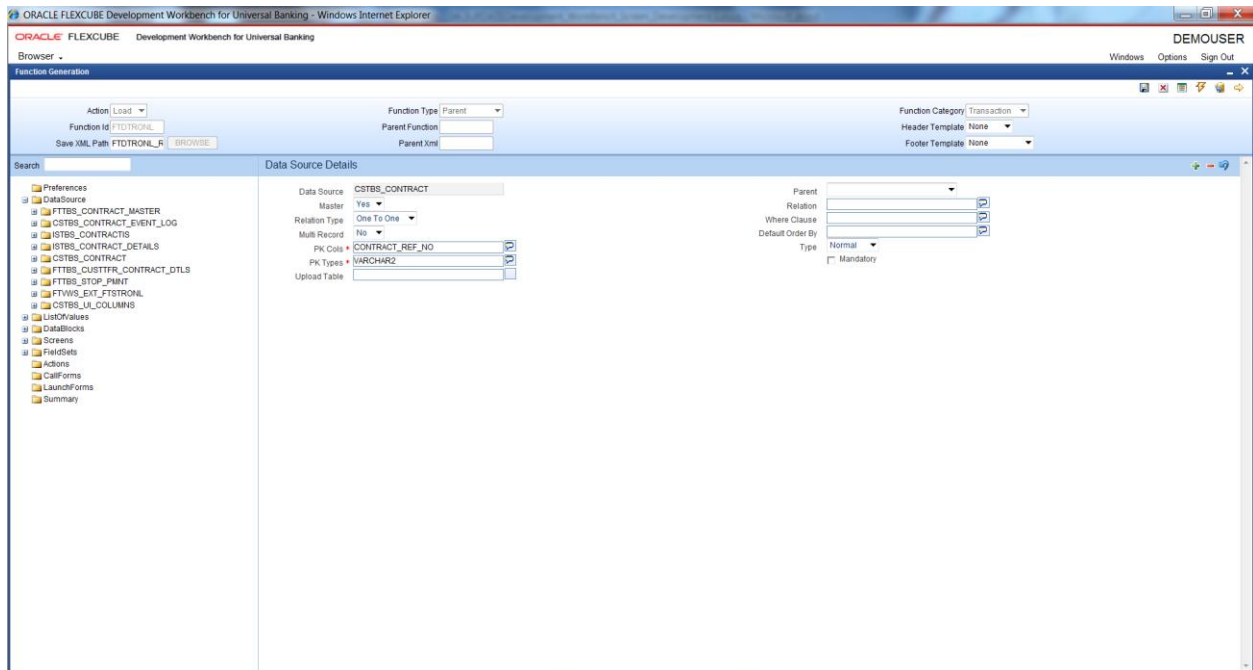 ORACLE FLEXCUBE Development Workbench for Universal Banking - Windows Internet Explorer
ORACLE FLEXCUBE Development Workbench for Universal Banking DEMOUSER
Browser Windows Options Sign Out
Function Generation
Action Load Function Type Parent Function Category Transaction
Function Id FTDTRONL Parent Function Header Template None
Save XML Path FTDTRONL_R BROWSE Parent Xml Footer Template None
Search Data Source Details
Preferences
DataSource
FTTBS_CONTRACT_MASTER
CSTBS_CONTRACT_EVENT_LOG
ISTBS_CONTRACTIS
ISTBS_CONTRACT_DETAILS
CSTBS_CONTRACT
FTTBS_CUSTTFR_CONTRACT_DTLS
FTTBS_STOP_PMNT
FTVWS_EXT_FTSTRONL
CSTBS_UI_COLUMNS
ListOfValues
DataBlocks
Screens
FieldSets
Actions
CallForms
LaunchForms
Summary
Data Source CSTBS_CONTRACT Parent
Master Yes Relation
Relation Type One To One Where Clause
Multi Record No Default Order By
PK Cols * CONTRACT_REF_NO Type Normal
PK Types * VARCHAR2 Mandatory
Upload Table